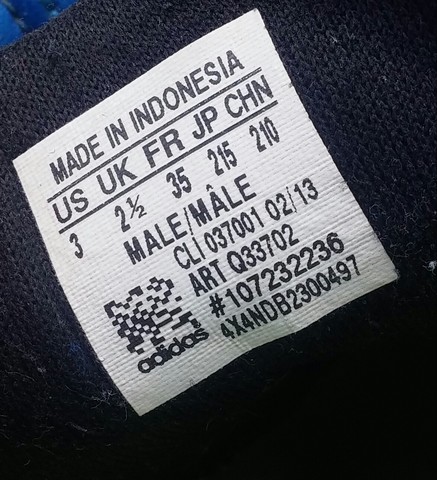 MADE IN INDONESIA
US UK FR JP CHN
3 2½ 35 215 210
MALE/MÂLE
CLI 037001 02/13
ART Q33702
#107232236
4X4NDB2300497
adidas